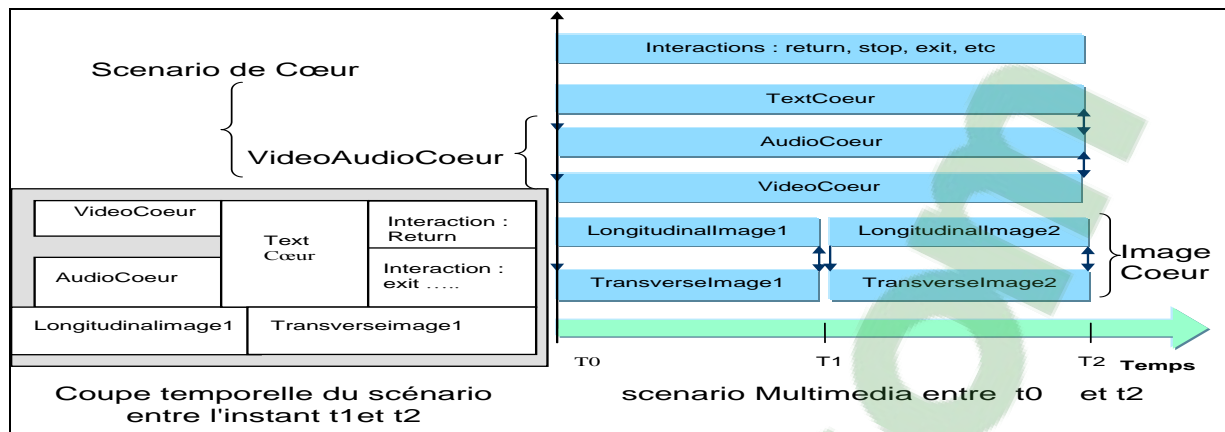 Scenario de Cœur
VideoAudioCoeur
VideoCoeur
AudioCoeur
Text
Cœur
Interaction :
Return
Interaction :
exit …..
Longitudinalimage1
Transverseimage1
Coupe temporelle du scénario
entre l'instant t1et t2
Interactions : return, stop, exit, etc
TextCoeur
AudioCoeur
VideoCoeur
LongitudinalImage1
LongitudinalImage2
TransverseImage1
TransverseImage2
Image
Coeur
T0
T1
T2
Temps
scenario Multimedia entre t0 et t2